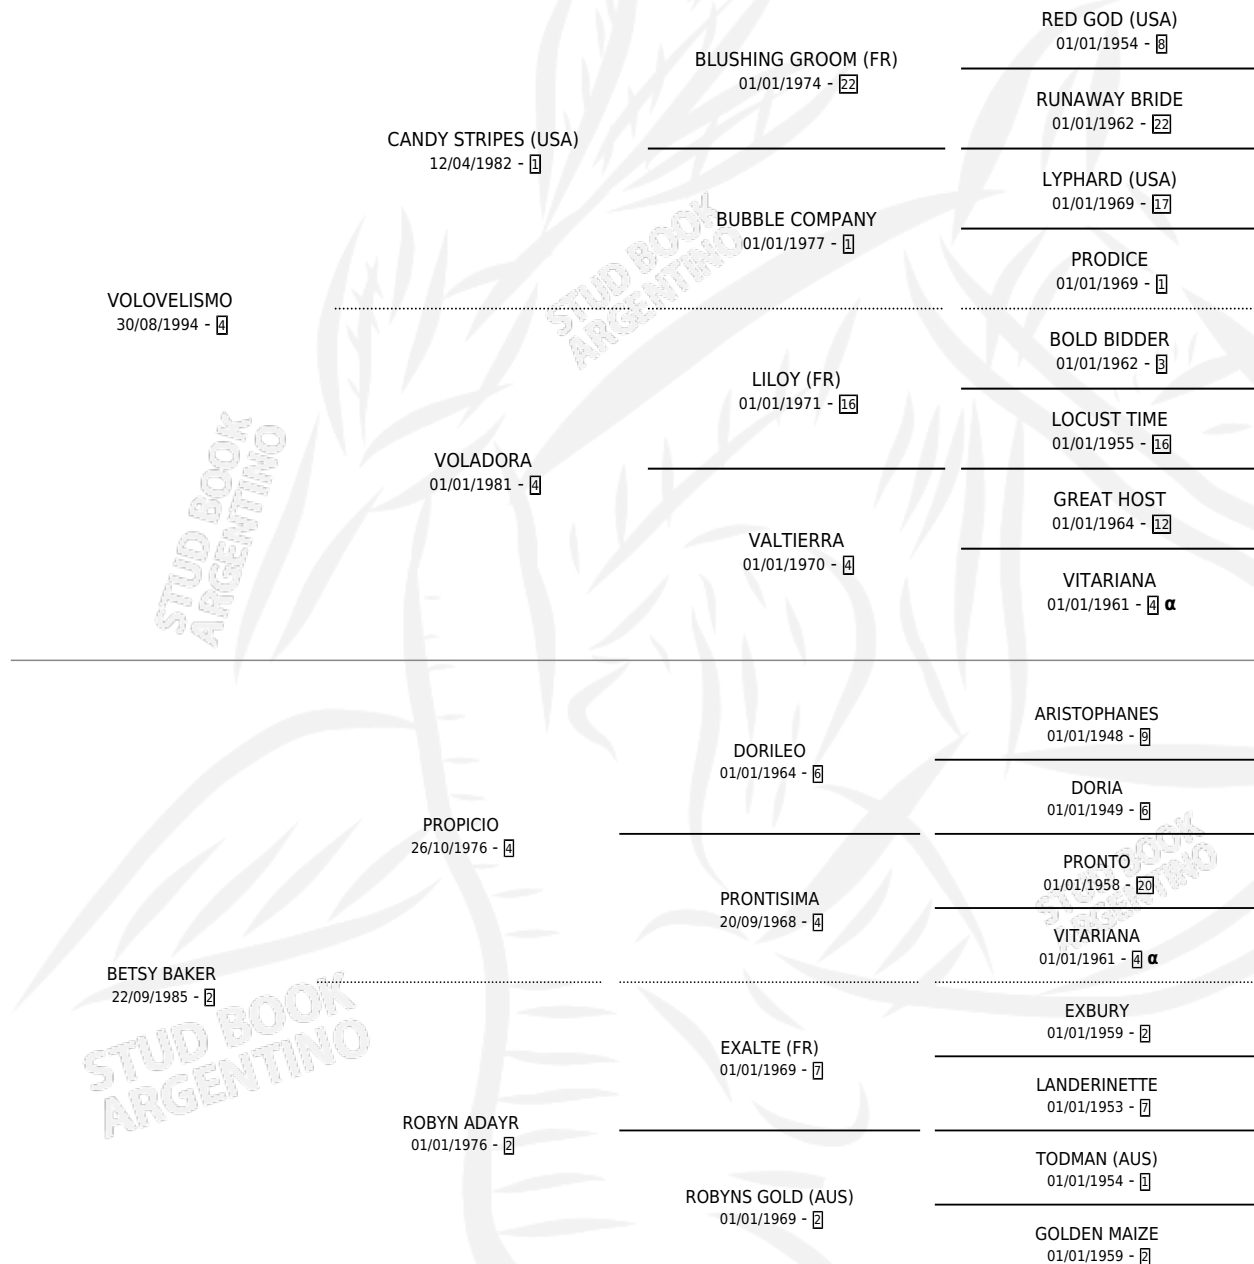 RED GOD (USA)
01/01/1954 - 8
BLUSHING GROOM (FR)
01/01/1974 - 22
RUNAWAY BRIDE
01/01/1962 - 22
CANDY STRIPES (USA)
12/04/1982 - 1
LYPHARD (USA)
01/01/1969 - 17
BUBBLE COMPANY
01/01/1977 - 1
PRODICE
01/01/1969 - 1
VOLOVELISMO
30/08/1994 - 4
BOLD BIDDER
01/01/1962 - 3
LILOY (FR)
01/01/1971 - 16
LOCUST TIME
01/01/1955 - 16
VOLADORA
01/01/1981 - 4
GREAT HOST
01/01/1964 - 12
VALTIERRA
01/01/1970 - 4
VITARIANA
01/01/1961 - 4 α
ARISTOPHANES
01/01/1948 - 9
DORILEO
01/01/1964 - 6
DORIA
01/01/1949 - 6
PROPICIO
26/10/1976 - 4
PRONTO
01/01/1958 - 20
PRONTISIMA
20/09/1968 - 4
VITARIANA
01/01/1961 - 4 α
BETSY BAKER
22/09/1985 - 2
EXBURY
01/01/1959 - 2
EXALTE (FR)
01/01/1969 - 7
LANDERINETTE
01/01/1953 - 7
ROBYN ADAYR
01/01/1976 - 2
TODMAN (AUS)
01/01/1954 - 1
ROBYNS GOLD (AUS)
01/01/1969 - 2
GOLDEN MAIZE
01/01/1959 - 2
STUD BOOK
ARGENTINO
STUD BOOK
ARGENTINO
STUD BOOK
ARGENTINO
STUD BOOK
ARGENTINO